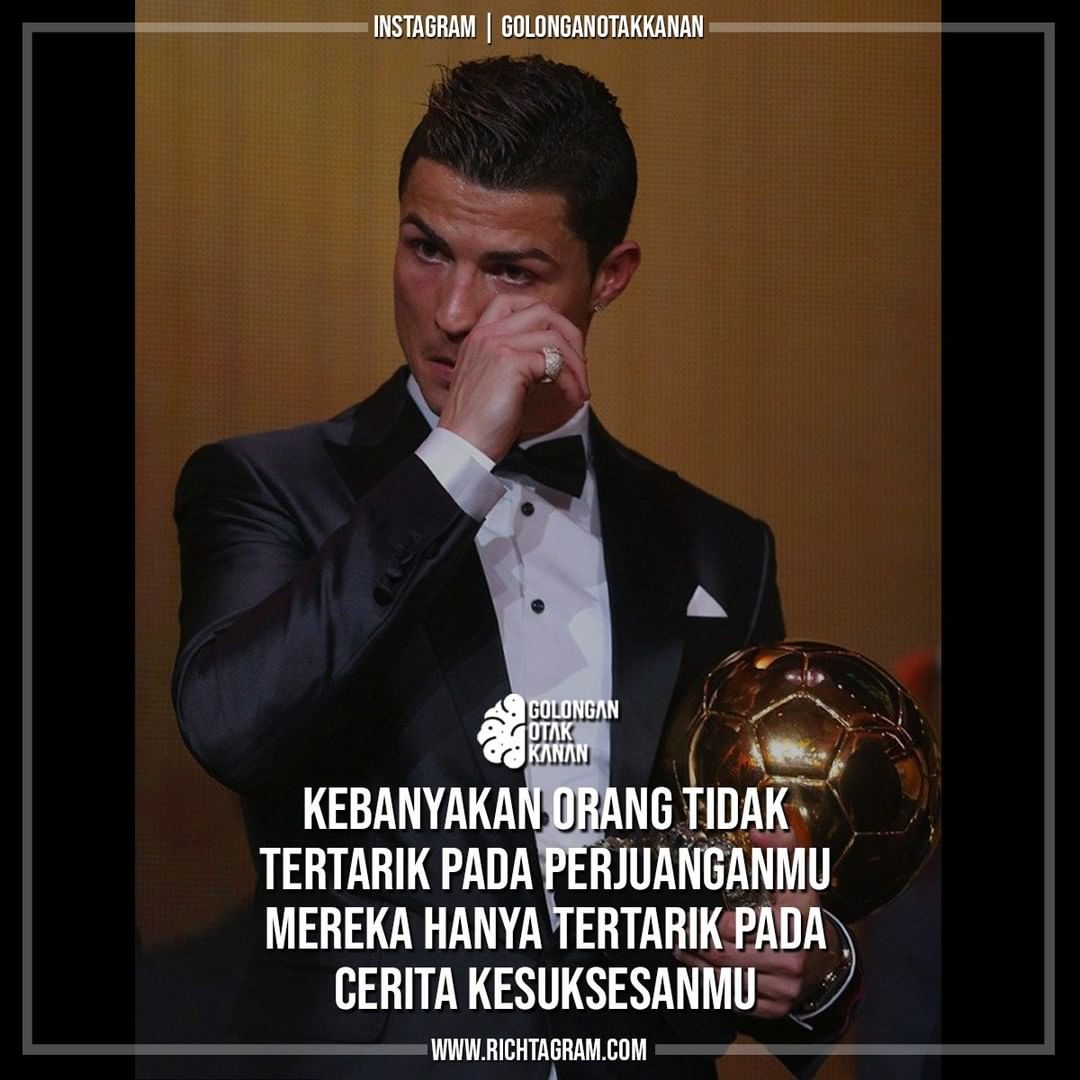 INSTAGRAM | GOLONGANOTAKKANAN
GOLONGAN
OTAK
KANAN
KEBANYAKAN ORANG TIDAK
TERTARIK PADA PERJUANGANMU
MEREKA HANYA TERTARIK PADA
CERITA KESUKSESANMU
WWW.RICHTAGRAM.COM